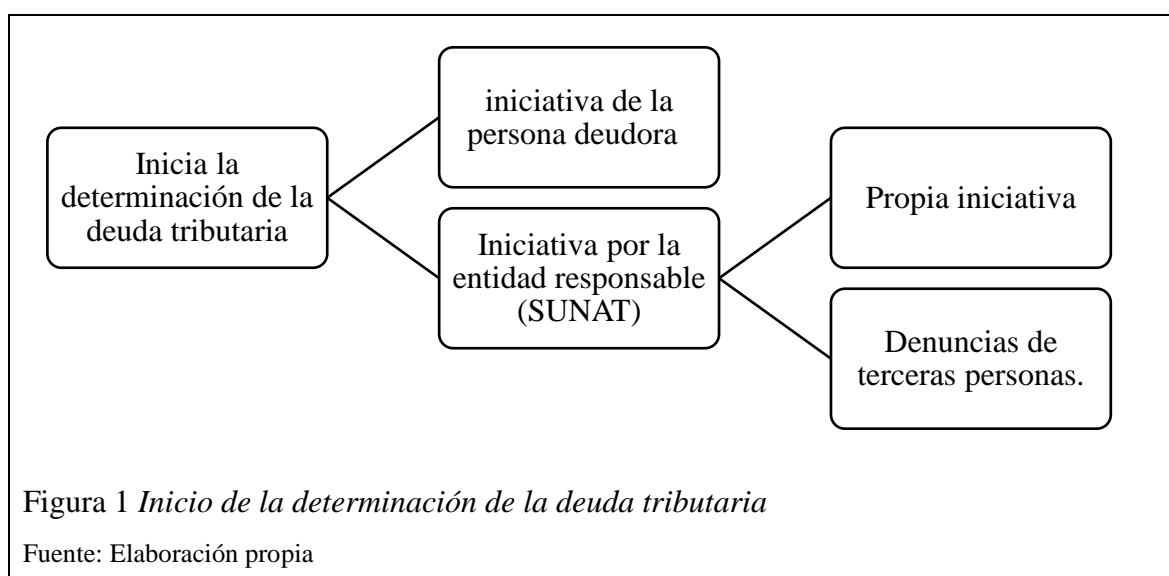 Inicia la
determinación de la
deuda tributaria
iniciativa de la
persona deudora
Iniciativa por la
entidad responsable
(SUNAT)
Propia iniciativa
Denuncias de
terceras personas.
Figura 1 Inicio de la determinación de la deuda tributaria
Fuente: Elaboración propia